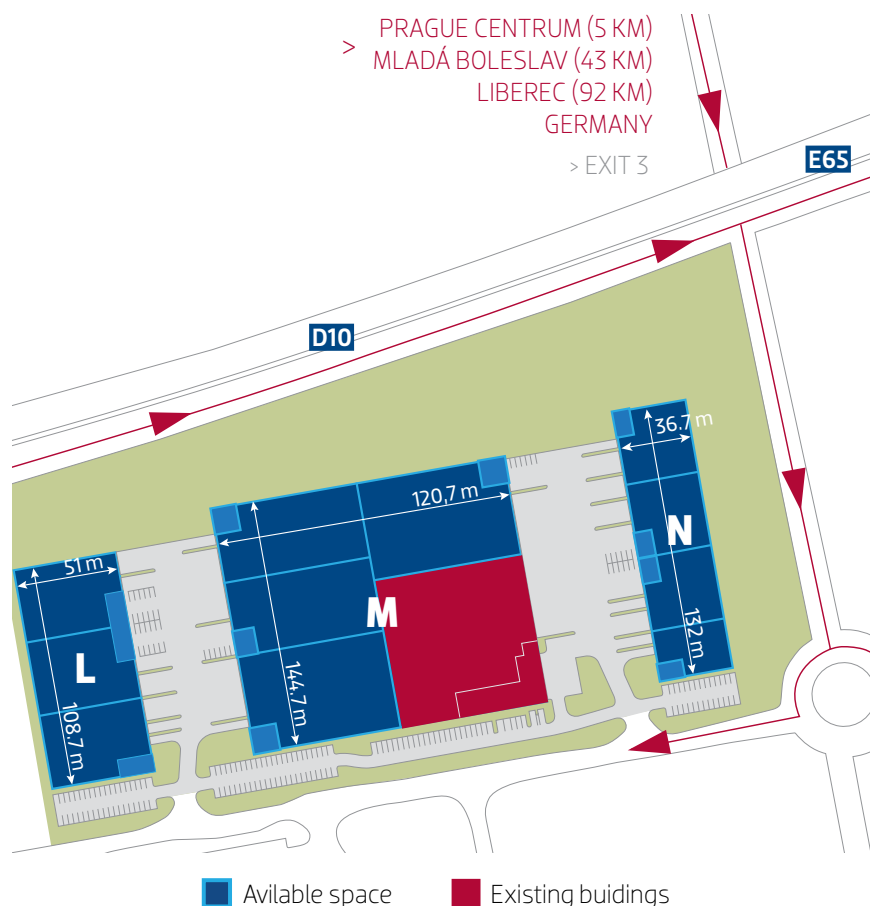 PRAGUE CENTRUM (5 KM)
> MLADÁ BOLESLAV (43 KM)
LIBEREC (92 KM)
GERMANY
> EXIT 3
E65
D10
36.7 m
120,7 m
51 m
N
M
L
132 m
144.7 m
108.7 m
Avilable space
Existing buidings